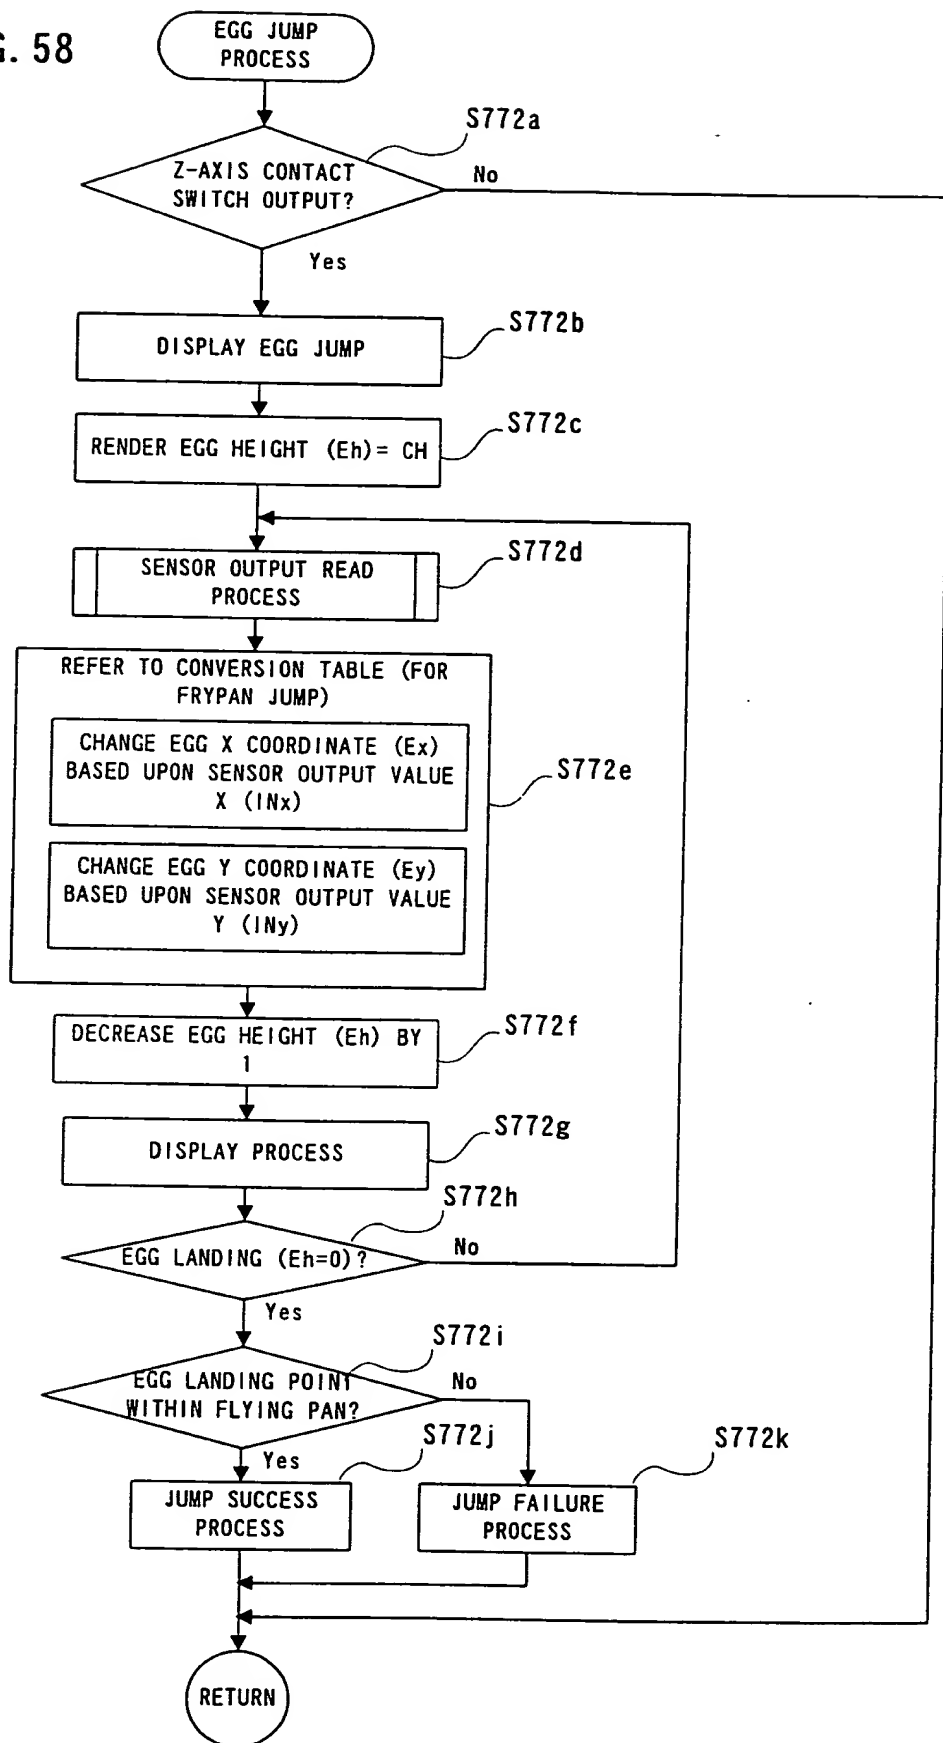 G. 58
EGG JUMP
PROCESS
S772a
Z-AXIS CONTACT
SWITCH OUTPUT?
No
Yes
S772b
DISPLAY EGG JUMP
S772c
RENDER EGG HEIGHT (Eh)= CH
S772d
SENSOR OUTPUT READ
PROCESS
REFER TO CONVERSION TABLE (FOR
FRYPAN JUMP)
CHANGE EGG X COORDINATE (Ex)
BASED UPON SENSOR OUTPUT VALUE
X (INx)
S772e
CHANGE EGG Y COORDINATE (Ey)
BASED UPON SENSOR OUTPUT VALUE
Y (INy)
S772f
DECREASE EGG HEIGHT (Eh) BY
1
S772g
DISPLAY PROCESS
S772h
EGG LANDING (Eh=0)?
No
Yes
S772i
EGG LANDING POINT
WITHIN FLYING PAN?
No
Yes
S772j
S772k
JUMP SUCCESS
PROCESS
JUMP FAILURE
PROCESS
RETURN